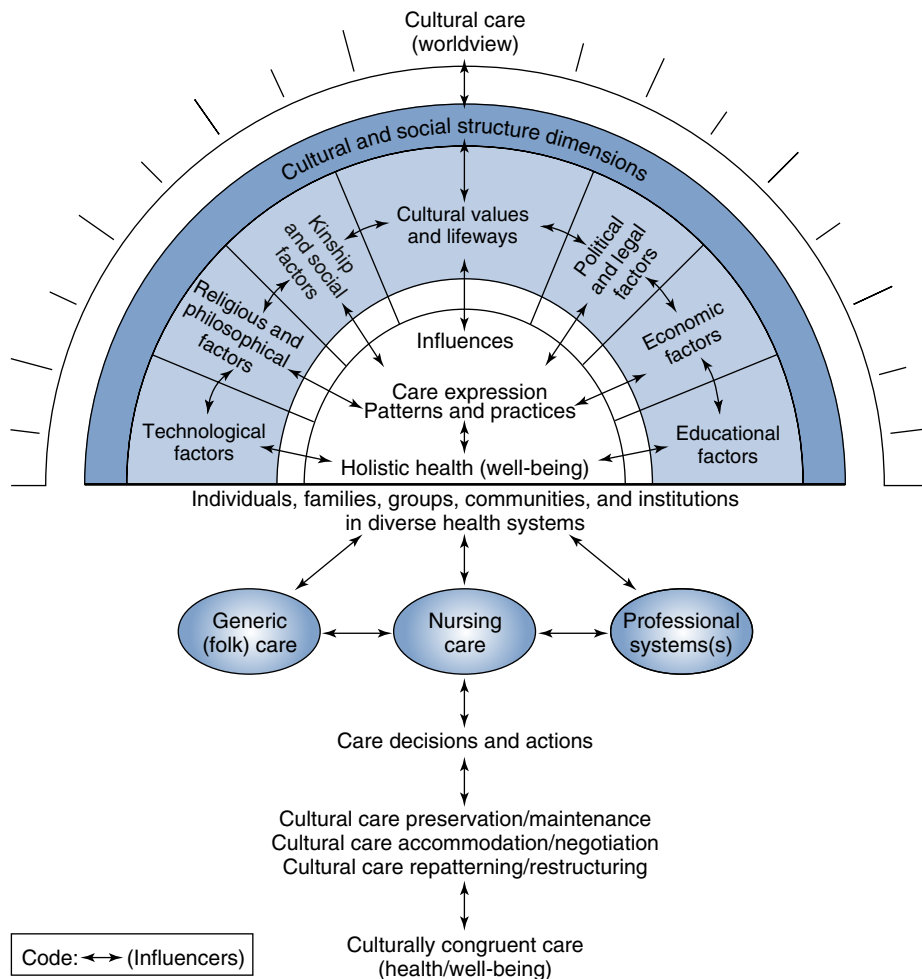 Cultural care
(worldview)
Cultural and social structure dimensions
Cultural values
and lifeways
Kinship
and social
factors
Political
and legal
factors
Religious and
philosophical
factors
Economic
factors
Technological
factors
Educational
factors
Influences
Care expression
Patterns and practices
Holistic health (well-being)
Individuals, families, groups, communities, and institutions
in diverse health systems
Generic
(folk) care
Nursing
care
Professional
systems(s)
Care decisions and actions
Cultural care preservation/maintenance
Cultural care accommodation/negotiation
Cultural care repatterning/restructuring
Culturally congruent care
(health/well-being)
Code: (Influencers)